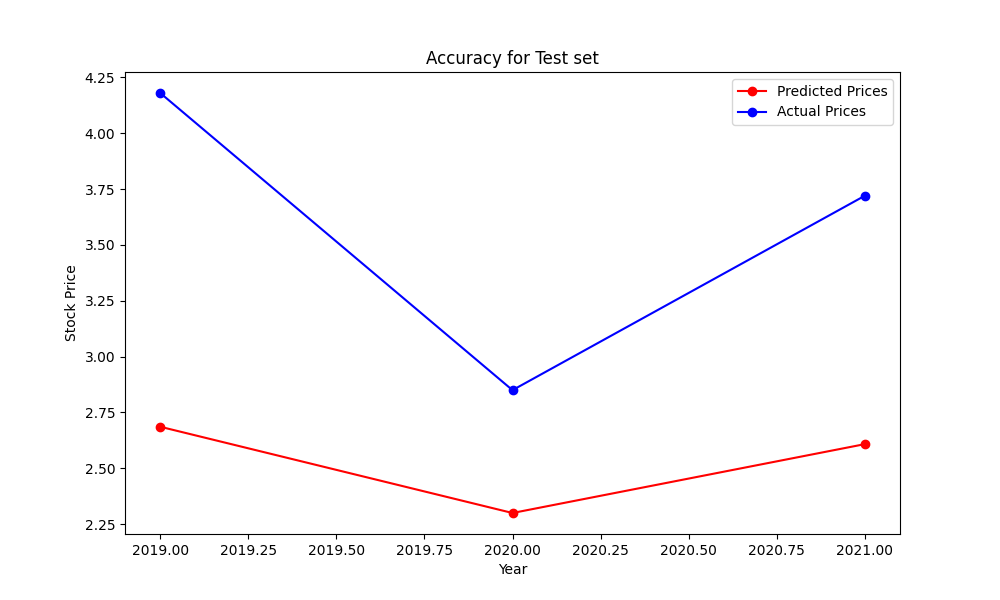 Accuracy for Test set
Predicted Prices
Actual Prices
4.25
4.00
3.75
3.50
3.25
3.00
2.75
2.50
2.25
Stock Price
2019.00 2019.25 2019.50 2019.75 2020.00 2020.25 2020.50 2020.75 2021.00
Year